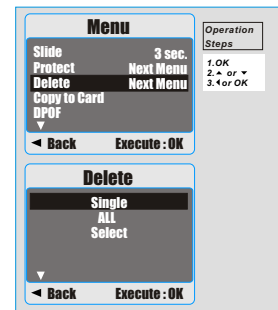 Menu
Slide 3 sec.
Protect Next Menu
Delete Next Menu
Copy to Card
DPOF
▼
◄ Back Execute : OK
Operation
Steps
1.OK
2.▲ or ▼
3.◄or OK
Delete
Single
ALL
Select
▼
◄ Back Execute : OK